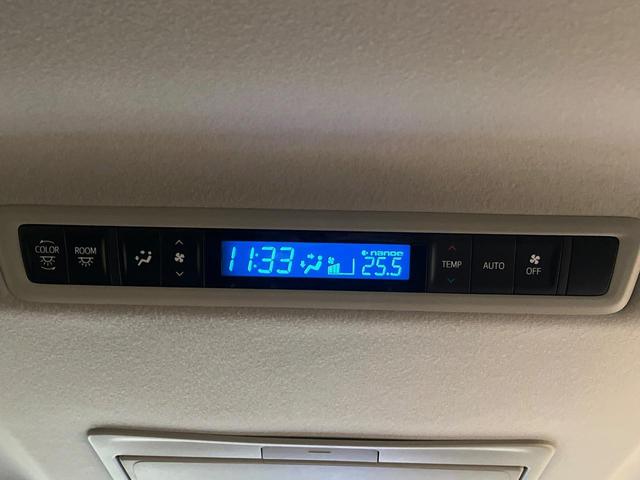 COLOR
ROOM
11:33
nanoe
25.5
TEMP
AUTO
OFF